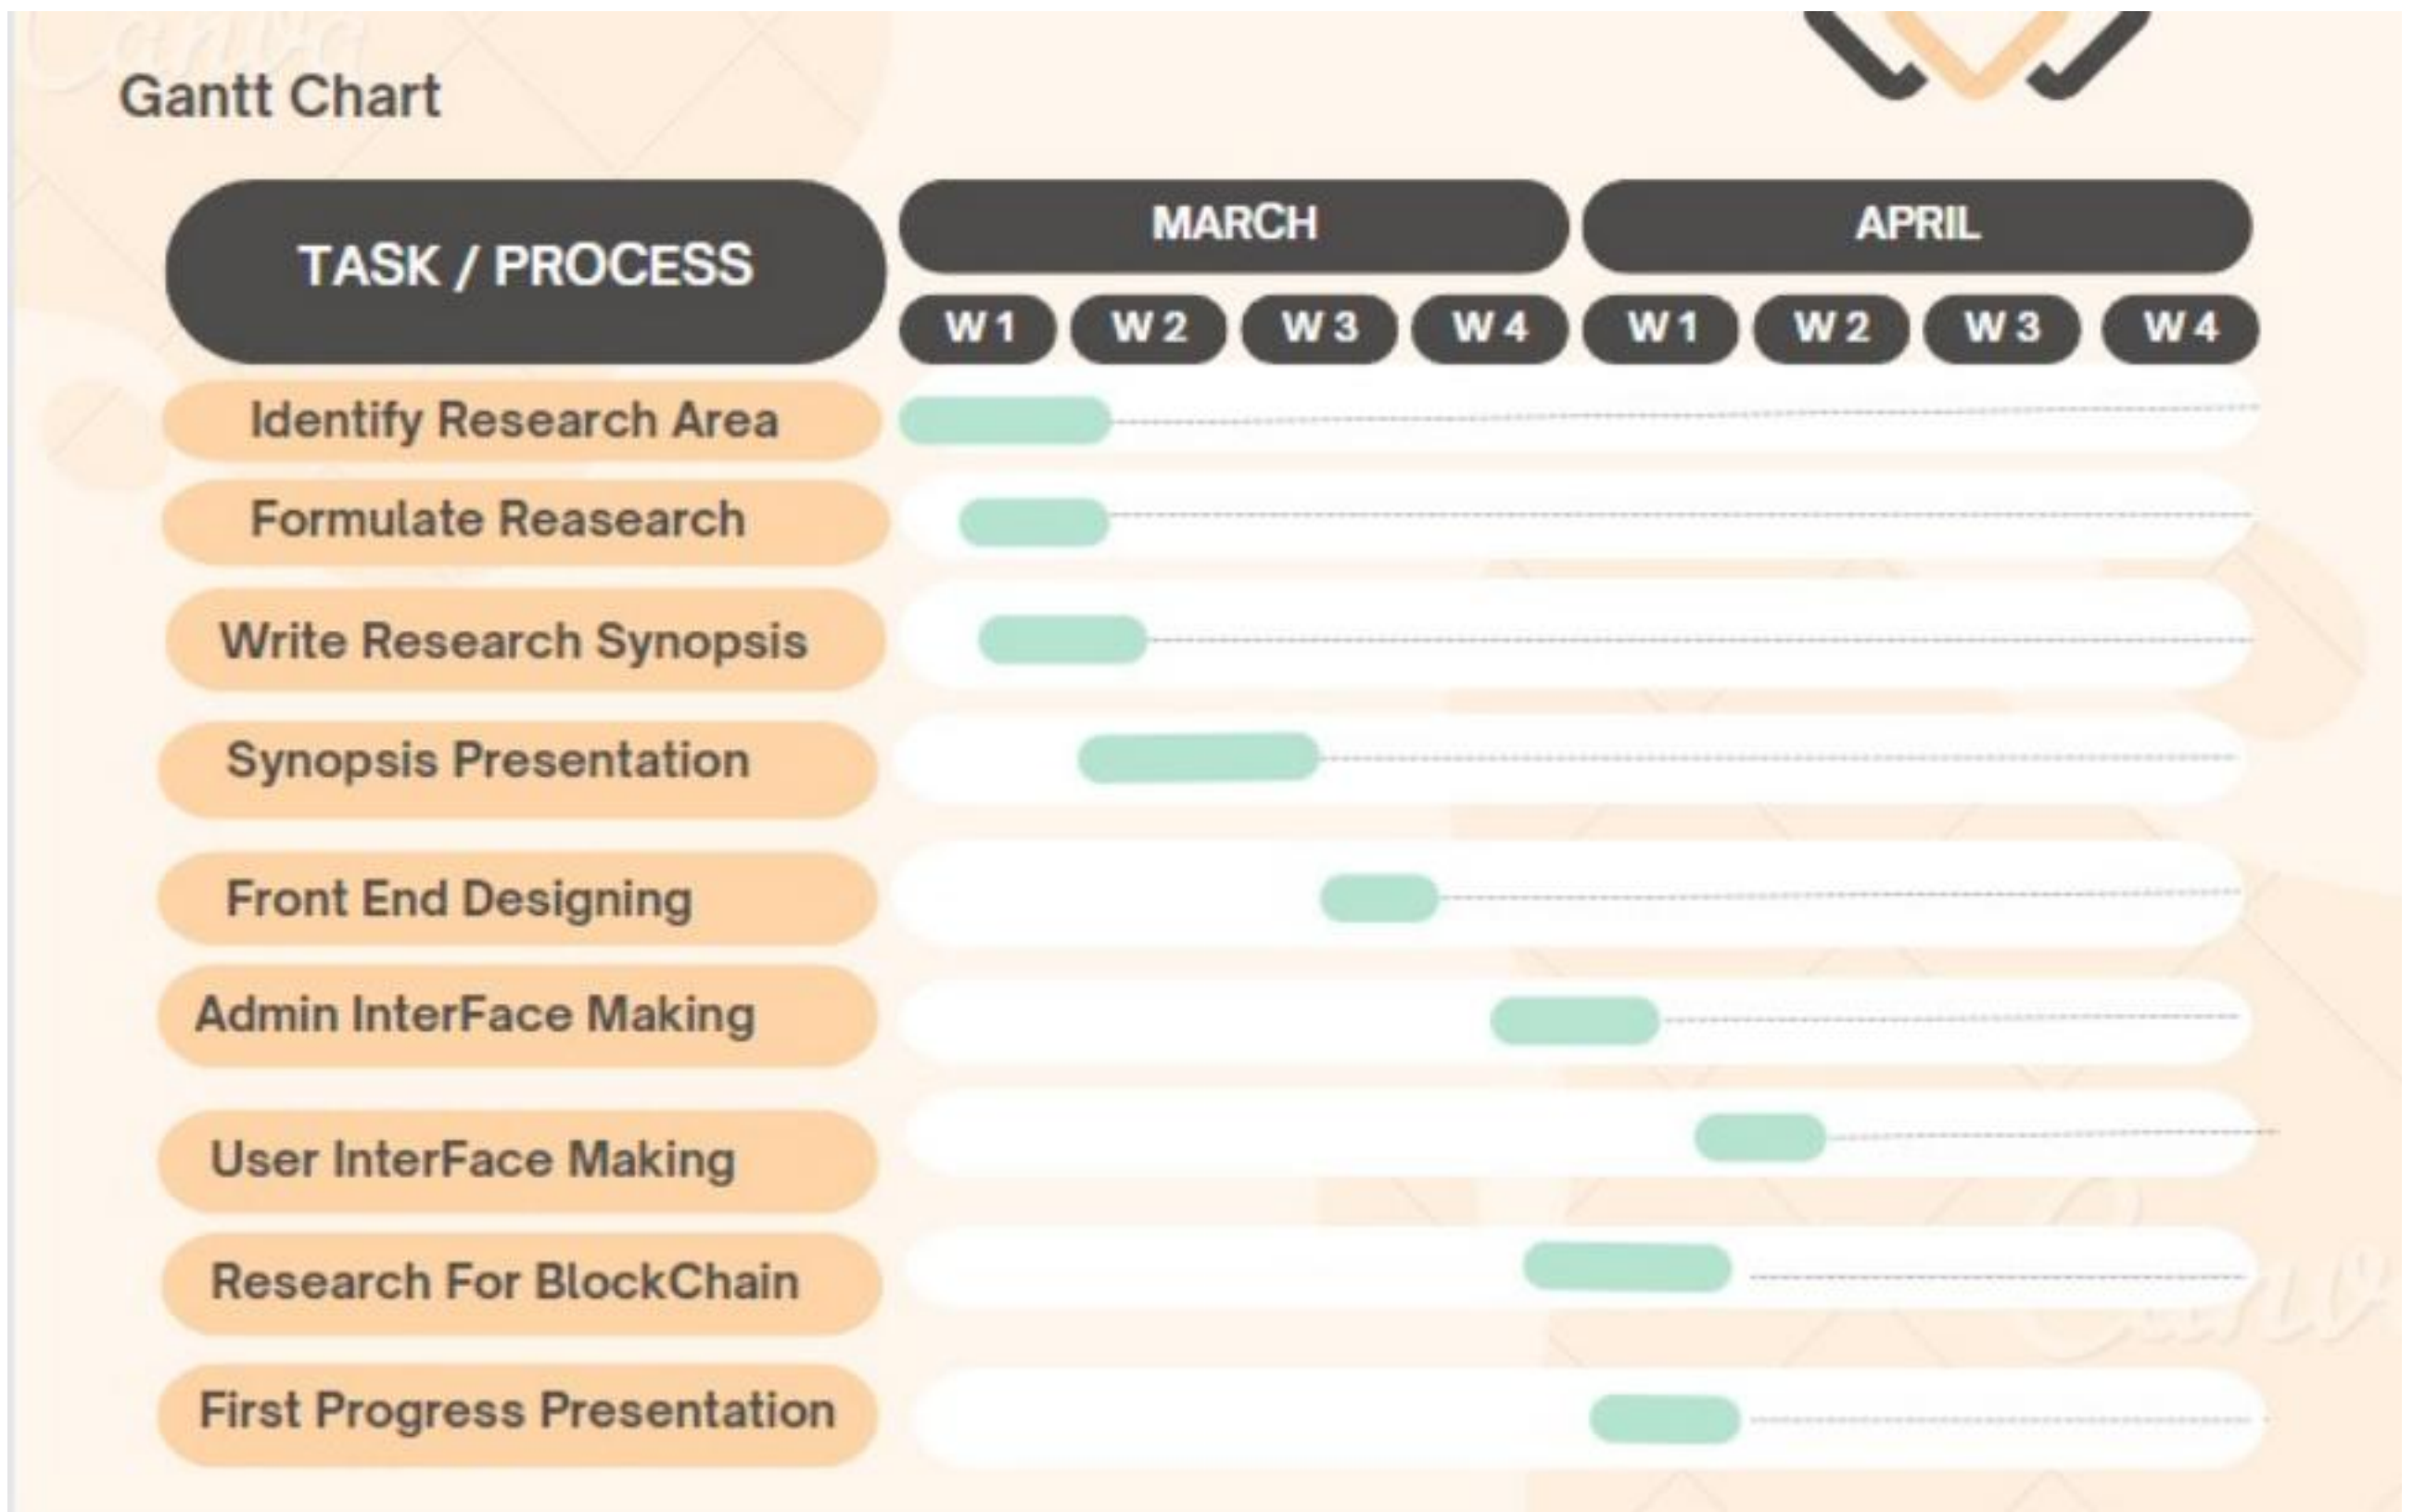 Canva
Gantt Chart
TASK / PROCESS
MARCH
APRIL
W 1
W 2
W 3
W 4
W 1
W 2
W 3
W 4
Identify Research Area
Formulate Reasearch
Write Research Synopsis
Synopsis Presentation
Front End Designing
Admin InterFace Making
User InterFace Making
Research For BlockChain
First Progress Presentation